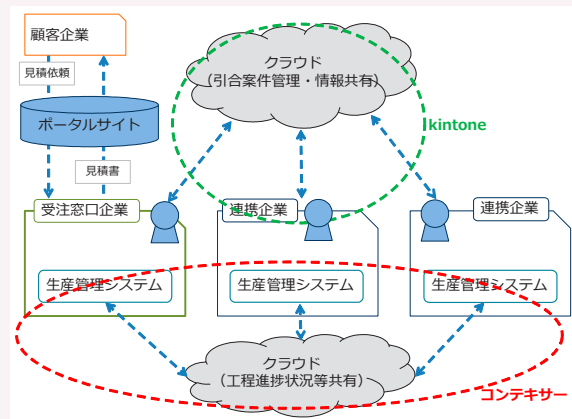 顧客企業
見積依頼
ポータルサイト
見積書
クラウド
（引合案件管理・情報共有）
kintone
受注窓口企業
連携企業
連携企業
生産管理システム
生産管理システム
生産管理システム
クラウド
（工程進捗状況等共有）
コンテキサー